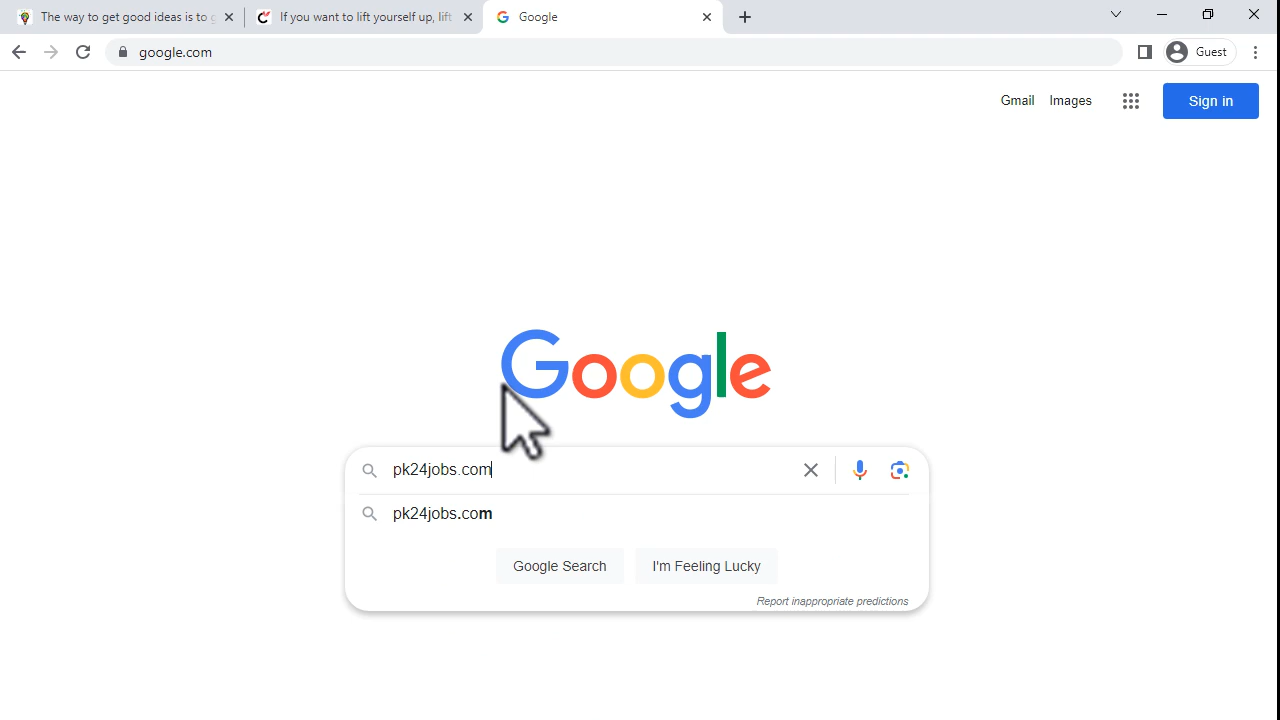 The way to get good ideas is to
If you want to lift yourself up, lift
Google
google.com
Guest
Gmail
Images
Sign in
Google
pk24jobs.com
pk24jobs.com
Google Search
I'm Feeling Lucky
Report inappropriate predictions